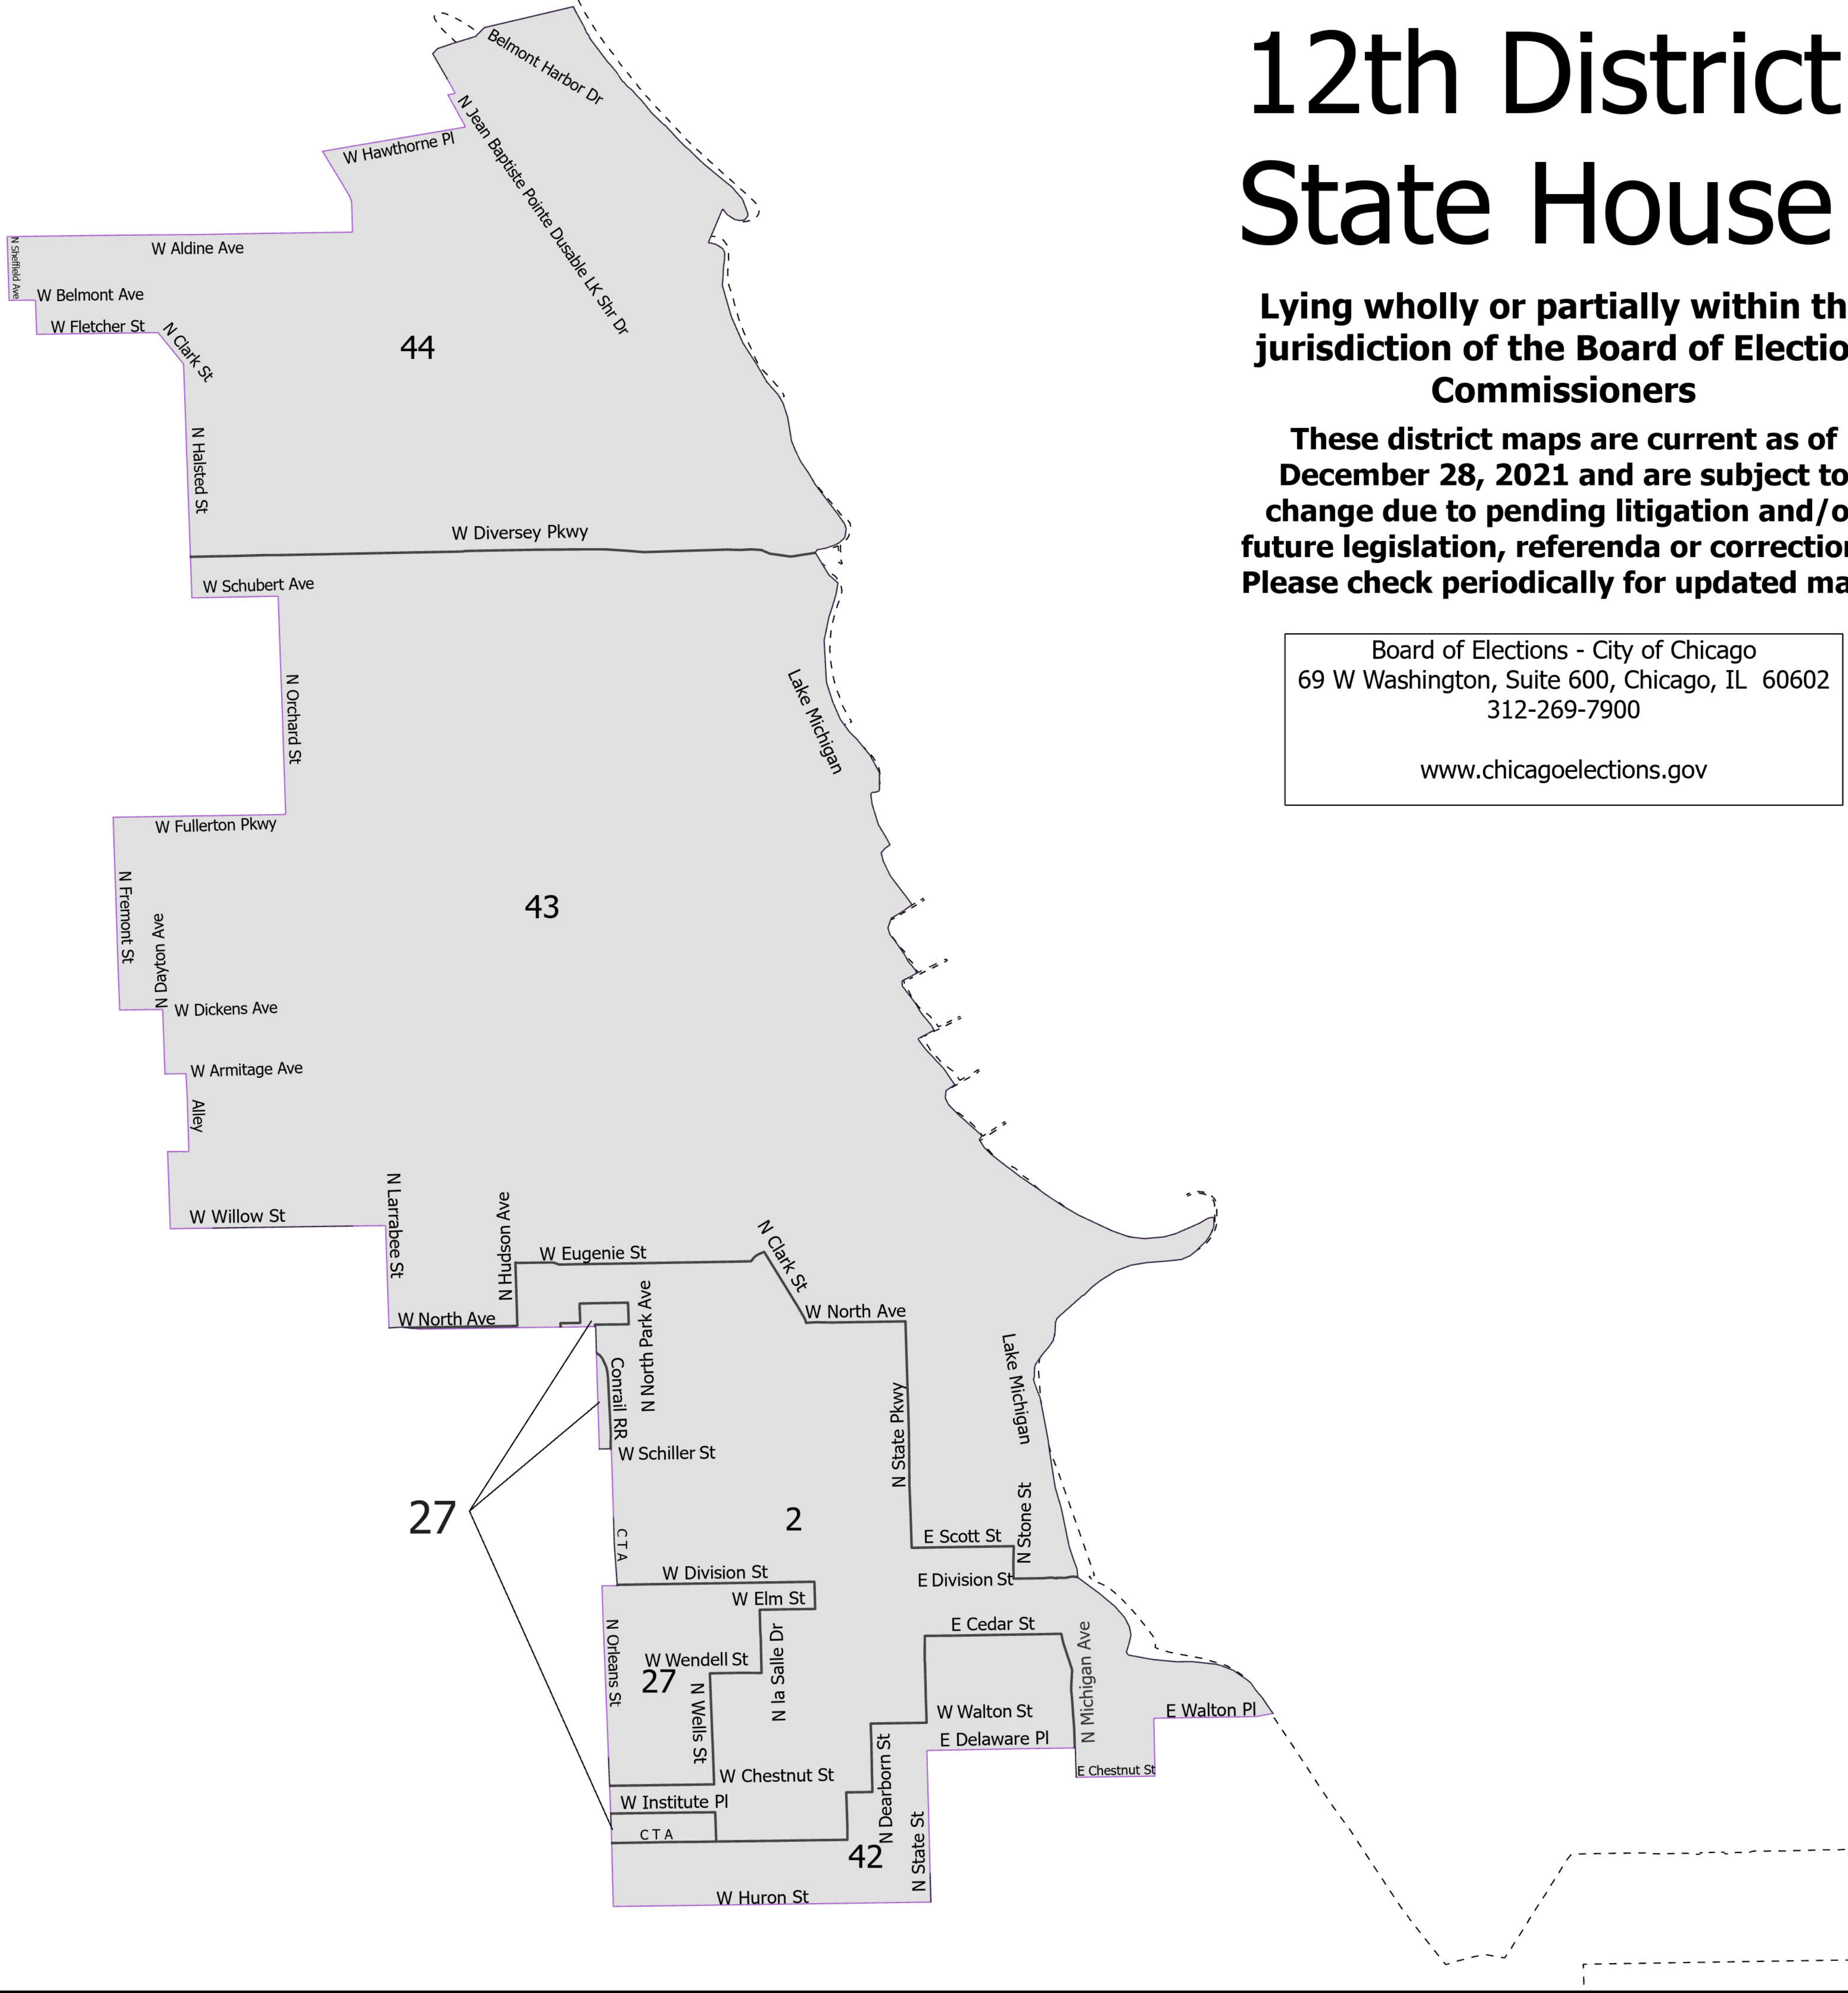 12th District
State House
Lying wholly or partially within th
jurisdiction of the Board of Electio
Commissioners
These district maps are current as of
December 28, 2021 and are subject to
change due to pending litigation and/o
future legislation, referenda or correction
Please check periodically for updated ma
Board of Elections - City of Chicago
69 W Washington, Suite 600, Chicago, IL 60602
312-269-7900
www.chicagoelections.gov
Belmont Harbor Dr
N Jean Baptiste Pointe Dusable LK Shr Dr
W Hawthorne Pl
W Aldine Ave
N Sheffield Ave
W Belmont Ave
W Fletcher St
N Clark St
44
N Halsted St
W Diversey Pkwy
W Schubert Ave
N Orchard St
Lake Michigan
W Fullerton Pkwy
N Fremont St
43
N Dayton Ave
W Dickens Ave
W Armitage Ave
Alley
W Willow St
N Larrabee St
N Hudson Ave
W Eugenie St
N Clark St
W North Ave
W North Ave
N North Park Ave
Conrail RR
Lake Michigan
N State Pkwy
W Schiller St
27
2
CTA
E Scott St
N Stone St
W Division St
E Division St
W Elm St
E Cedar St
N Orleans St
W Wendell St
27
N la Salle Dr
N Wells St
N Michigan Ave
W Walton St
E Walton Pl
E Delaware Pl
N Dearborn St
W Chestnut St
E Chestnut St
W Institute Pl
CTA
42
N State St
W Huron St